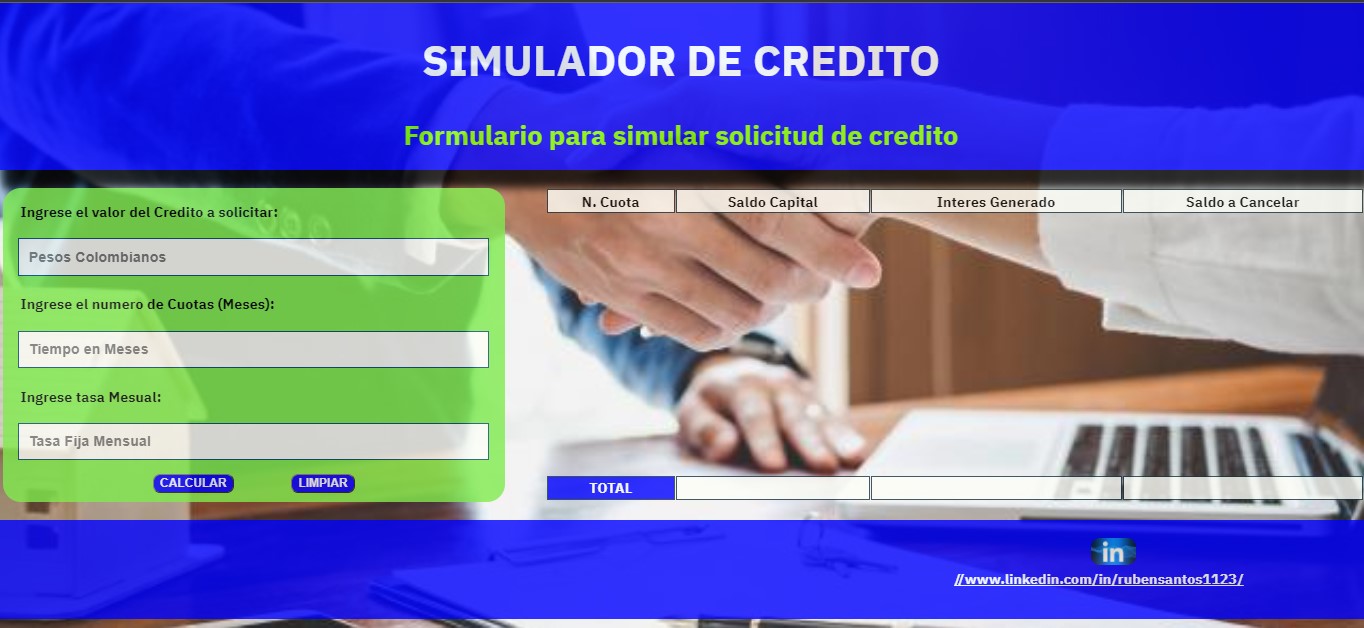 SIMULADOR DE CREDITO
Formulario para simular solicitud de credito
Ingrese el valor del Credito a solicitar:
Pesos Colombianos
Ingrese el numero de Cuotas (Meses):
Tiempo en Meses
Ingrese tasa Mesual:
Tasa Fija Mensual
CALCULAR LIMPIAR
N. Cuota Saldo Capital Interes Generado Saldo a Cancelar
TOTAL
in
//www.linkedin.com/in/rubensantos1123/